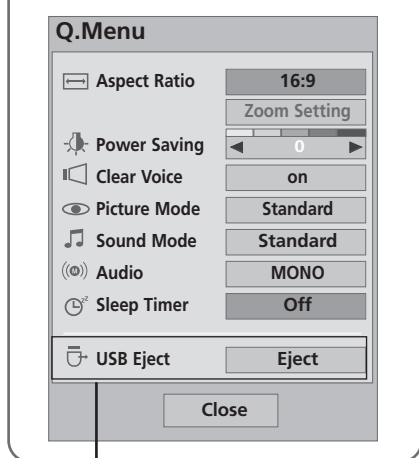 Q.Menu
Aspect Ratio 16:9
Zoom Setting
Power Saving 0
Clear Voice on
Picture Mode Standard
Sound Mode Standard
Audio MONO
Sleep Timer Off
USB Eject Eject
Close